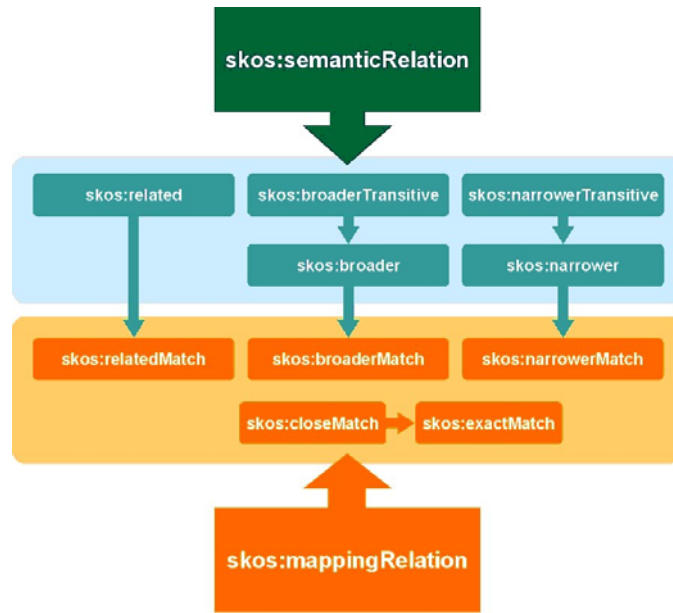 skos:semanticRelation
skos:related
skos:broaderTransitive
skos:narrowerTransitive
skos:broader
skos:narrower
skos:relatedMatch
skos:broaderMatch
skos:narrowerMatch
skos:closeMatch
skos:exactMatch
skos:mappingRelation